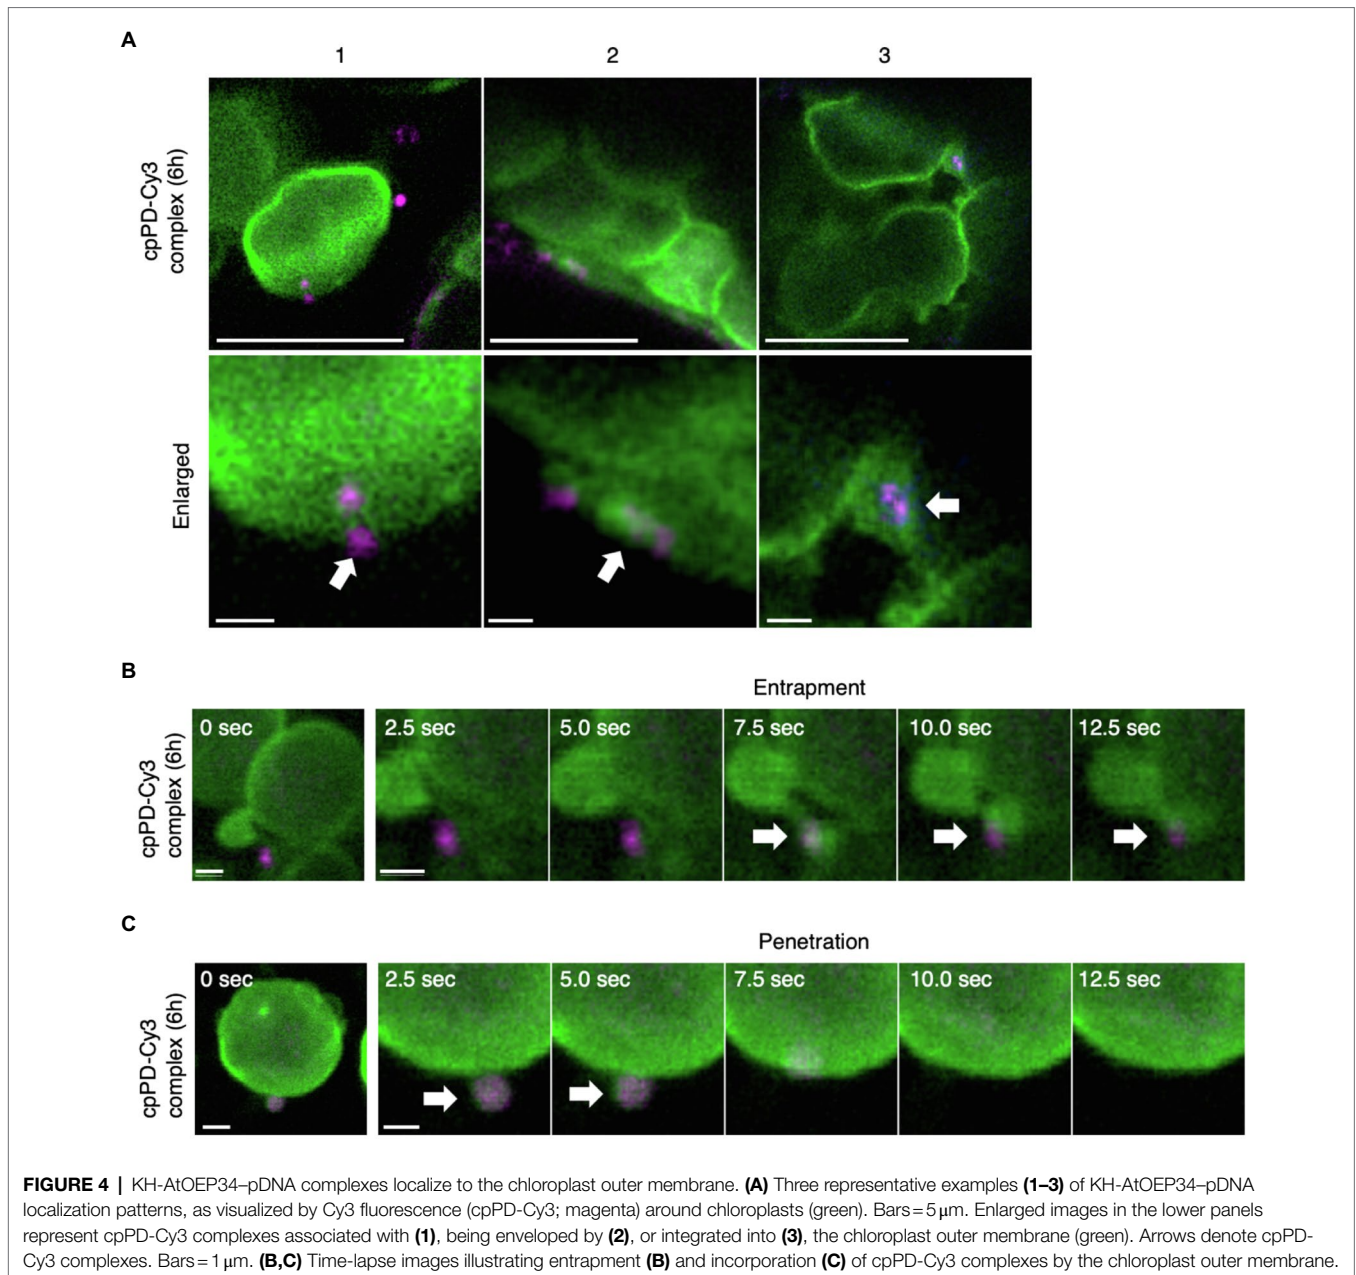 A
1 2 3
cpPD-Cy3
complex (6h)
Enlarged
B
Entrapment
cpPD-Cy3
complex (6h)
0 sec 2.5 sec 5.0 sec 7.5 sec 10.0 sec 12.5 sec
C
Penetration
cpPD-Cy3
complex (6h)
0 sec 2.5 sec 5.0 sec 7.5 sec 10.0 sec 12.5 sec
FIGURE 4 | KH-AtOEP34–pDNA complexes localize to the chloroplast outer membrane. (A) Three representative examples (1–3) of KH-AtOEP34–pDNA
localization patterns, as visualized by Cy3 fluorescence (cpPD-Cy3; magenta) around chloroplasts (green). Bars=5μm. Enlarged images in the lower panels
represent cpPD-Cy3 complexes associated with (1), being enveloped by (2), or integrated into (3), the chloroplast outer membrane (green). Arrows denote cpPD-
Cy3 complexes. Bars=1μm. (B,C) Time-lapse images illustrating entrapment (B) and incorporation (C) of cpPD-Cy3 complexes by the chloroplast outer membrane.